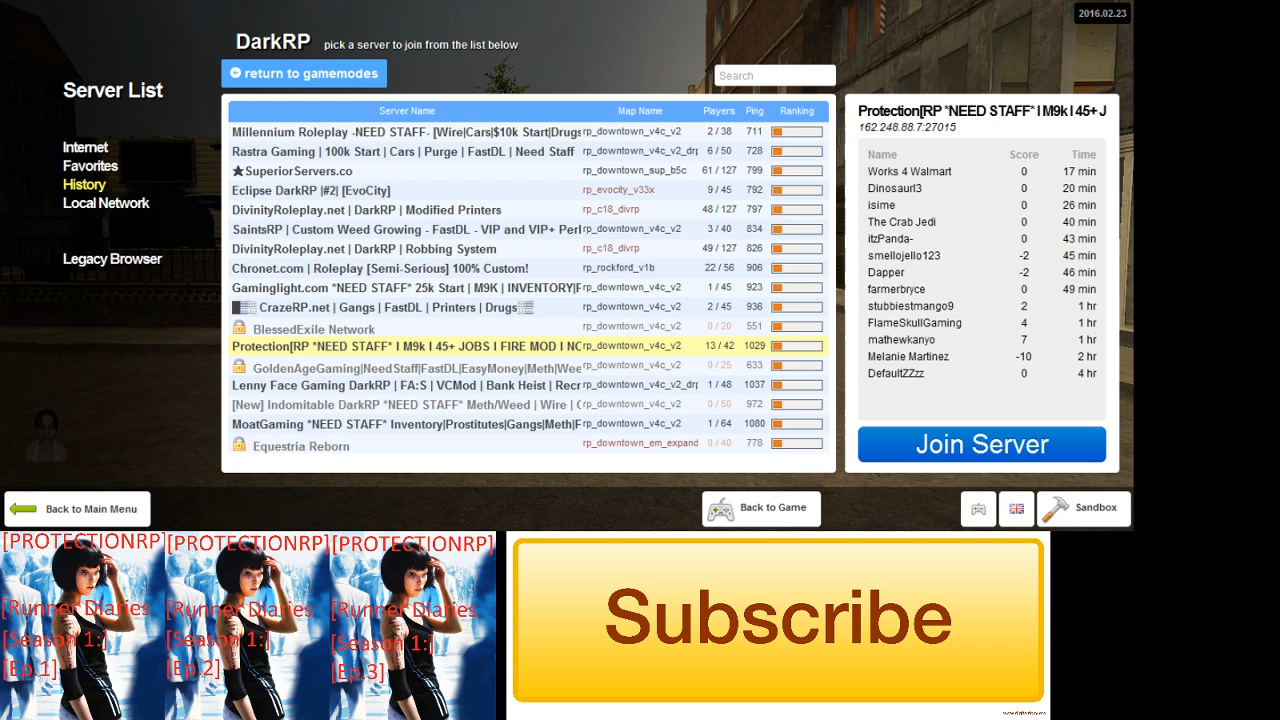 2016.02.23
DarkRP pick a server to join from the list below
return to gamemodes
Search
Server List
Internet
Favorites
History
Local Network
Legacy Browser
Server Name Map Name Players Ping Ranking
Millennium Roleplay -NEED STAFF- [Wire|Cars|$10k Start|Drugs rp_downtown_v4c_v2 2 / 38 711
Rastra Gaming | 100k Start | Cars | Purge | FastDL | Need Staff rp_downtown_v4c_v2_drp 6 / 50 728
★SuperiorServers.co rp_downtown_sup_b5c 61 / 127 799
Eclipse DarkRP |#2| [EvoCity] rp_evocity_v33x 9 / 45 792
DivinityRoleplay.net | DarkRP | Modified Printers rp_c18_divrp 48 / 127 797
SaintsRP | Custom Weed Growing - FastDL - VIP and VIP+ Perl rp_downtown_v4c_v2 3 / 40 834
DivinityRoleplay.net | DarkRP | Robbing System rp_c18_divrp 49 / 127 826
Chronet.com | Roleplay [Semi-Serious] 100% Custom! rp_rockford_v1b 22 / 56 906
Gaminglight.com *NEED STAFF* 25k Start | M9K | INVENTORY|F rp_downtown_v4c_v2 1 / 45 923
█▓▒░ CrazeRP.net | Gangs | FastDL | Printers | Drugs░▒▓ rp_downtown_v4c_v2 2 / 45 936
BlessedExile Network rp_downtown_v4c_v2 0 / 20 551
Protection[RP *NEED STAFF* l M9k l 45+ JOBS l FIRE MOD l NO rp_downtown_v4c_v2 13 / 42 1029
GoldenAgeGaming|NeedStaff|FastDL|EasyMoney|Meth|Wee rp_downtown_v4c_v2 0 / 25 633
Lenny Face Gaming DarkRP | FA:S | VCMod | Bank Heist | Recr rp_downtown_v4c_v2_drp 1 / 48 1037
[New] Indomitable DarkRP *NEED STAFF* Meth/Weed | Wire | C rp_downtown_v4c_v2 0 / 50 972
MoatGaming *NEED STAFF* Inventory|Prostitutes|Gangs|Meth|F rp_downtown_v4c_v2 1 / 64 1080
Equestria Reborn rp_downtown_em_expand 0 / 40 778
Protection[RP *NEED STAFF* l M9k l 45+ J
162.248.88.7:27015
Name Score Time
Works 4 Walmart 0 17 min
Dinosaurl3 0 20 min
isime 0 26 min
The Crab Jedi 0 40 min
itzPanda- 0 43 min
smellojello123 -2 45 min
Dapper -2 46 min
farmerbryce 0 49 min
stubbiestmango9 2 1 hr
FlameSkullGaming 4 1 hr
mathewkanyo 7 1 hr
Melanie Martinez -10 2 hr
DefaultZZzz 0 4 hr
Join Server
Back to Main Menu
Back to Game
Sandbox
[PROTECTIONRP]
[Runner Diaries
[Season 1:]
[Ep.1]
[PROTECTIONRP]
[Runner Diaries
[Season 1:]
[Ep.2]
[PROTECTIONRP]
[Runner Diaries
[Season 1:]
[Ep.3]
Subscribe